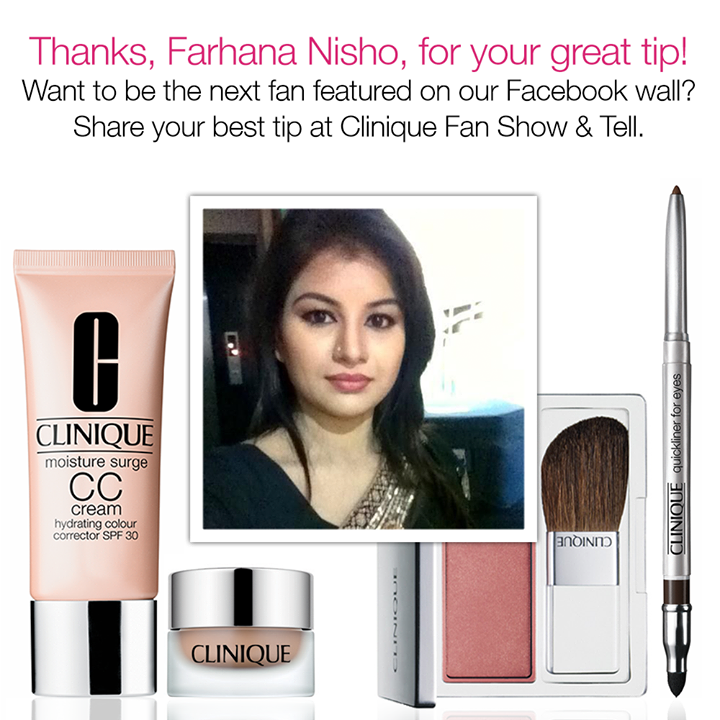 Thanks, Farhana Nisho, for your great tip!
Want to be the next fan featured on our Facebook wall?
Share your best tip at Clinique Fan Show & Tell.
CLINIQUE
moisture surge
CC
cream
hydrating colour
corrector SPF 30
CLINIQUE
CLINIQUE
CLINIQUE
CLINIQUE quickliner for eyes